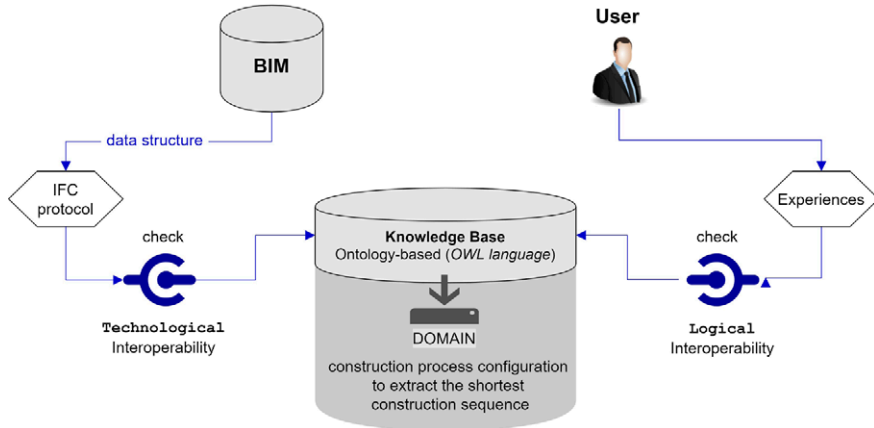 BIM
User
data structure
IFC
protocol
Experiences
check
Knowledge Base
Ontology-based (OWL language)
check
Technological
Interoperability
DOMAIN
Logical
Interoperability
construction process configuration
to extract the shortest
construction sequence